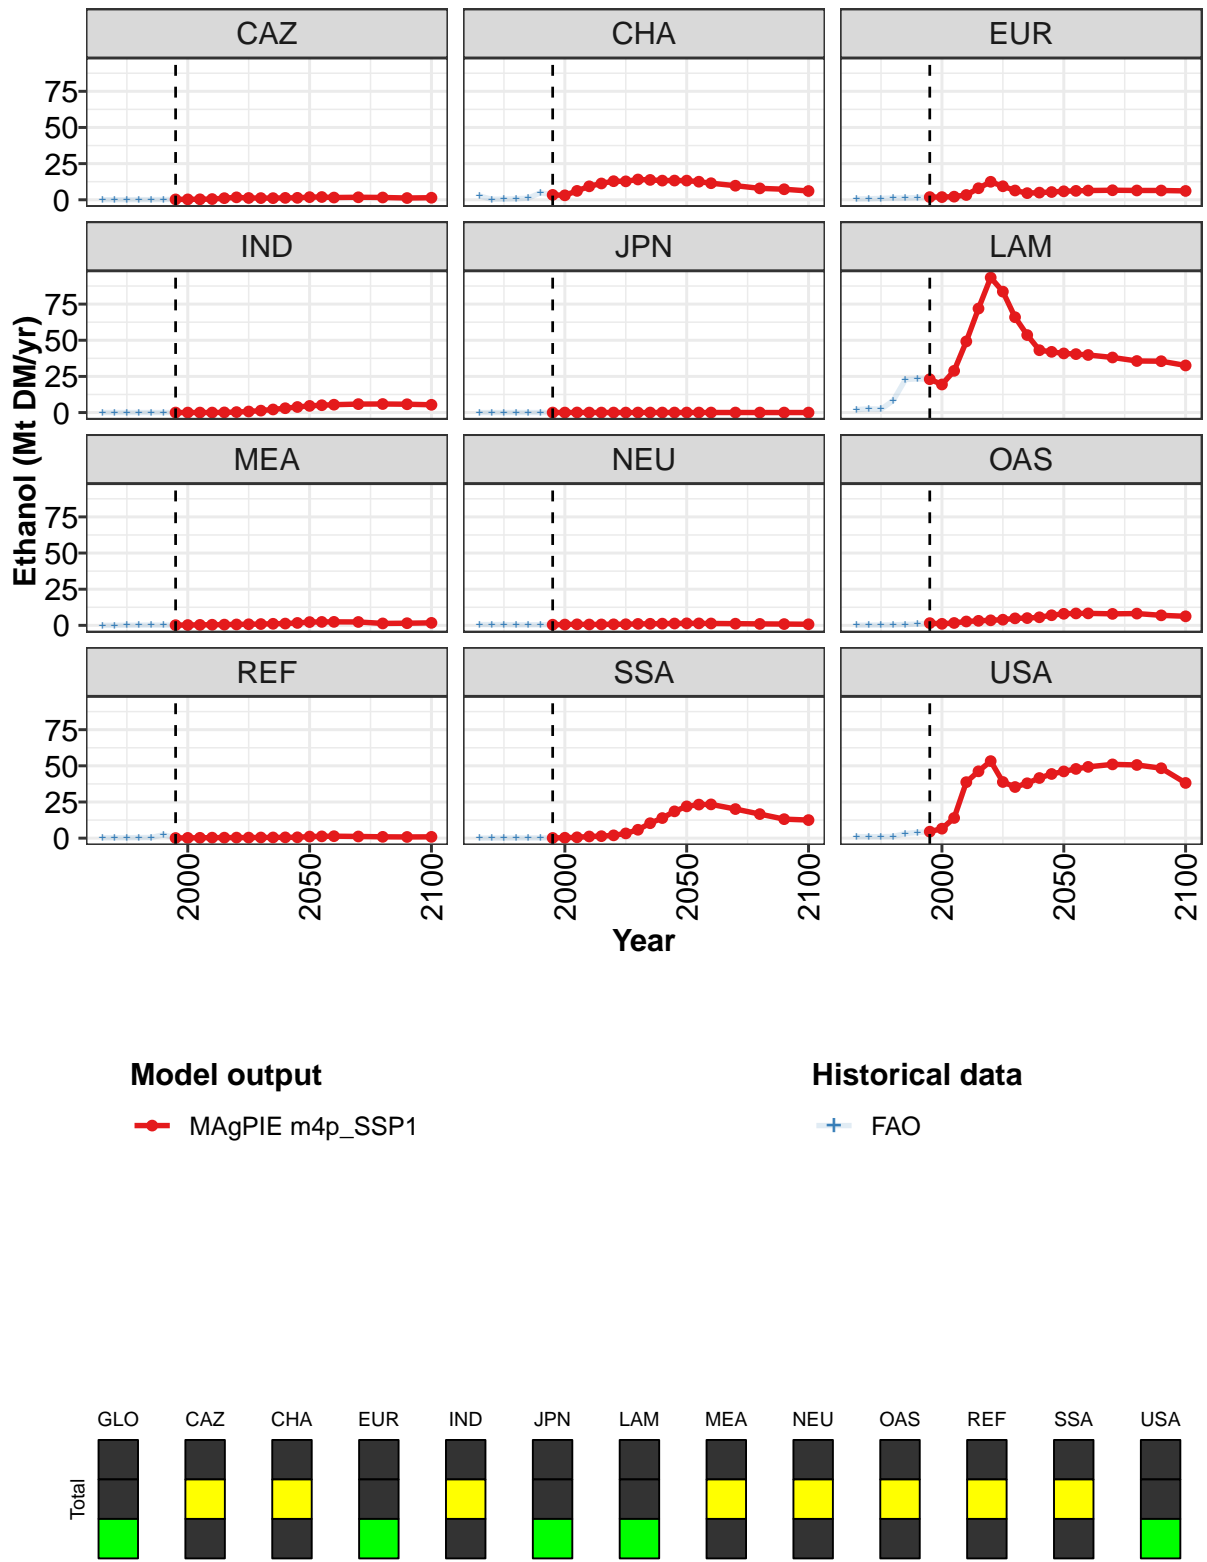 CAZ CHA EUR
75
50
25
0
IND JPN LAM
75
50
25
0
MEA NEU OAS
75
50
25
0
REF SSA USA
75
50
25
0
Ethanol (Mt DM/yr)
2000 2050 2100 2000 2050 2100 2000 2050 2100
Year
Model output Historical data
MAgPIE m4p_SSP1 FAO
GLO CAZ CHA EUR IND JPN LAM MEA NEU OAS REF SSA USA
Total